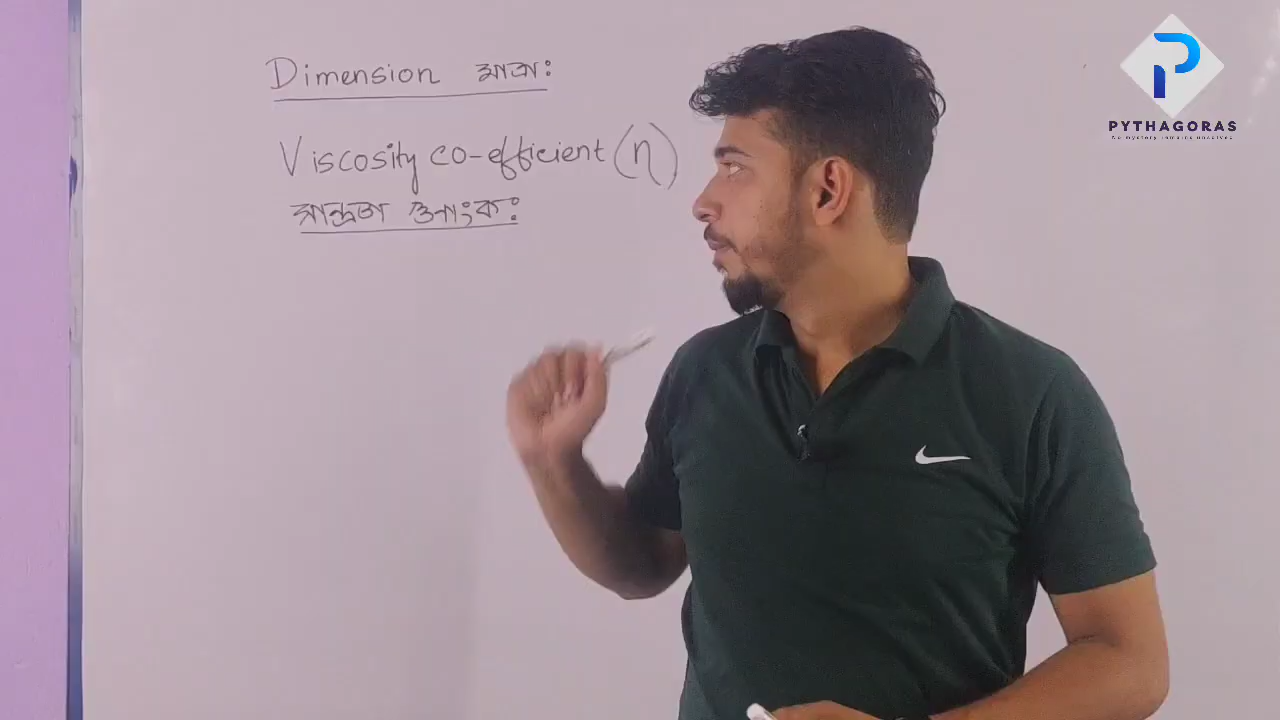 Dimension মাত্রা:
Viscosity co-efficient (η)
সান্দ্রতা গুণাংক:
PYTHAGORAS